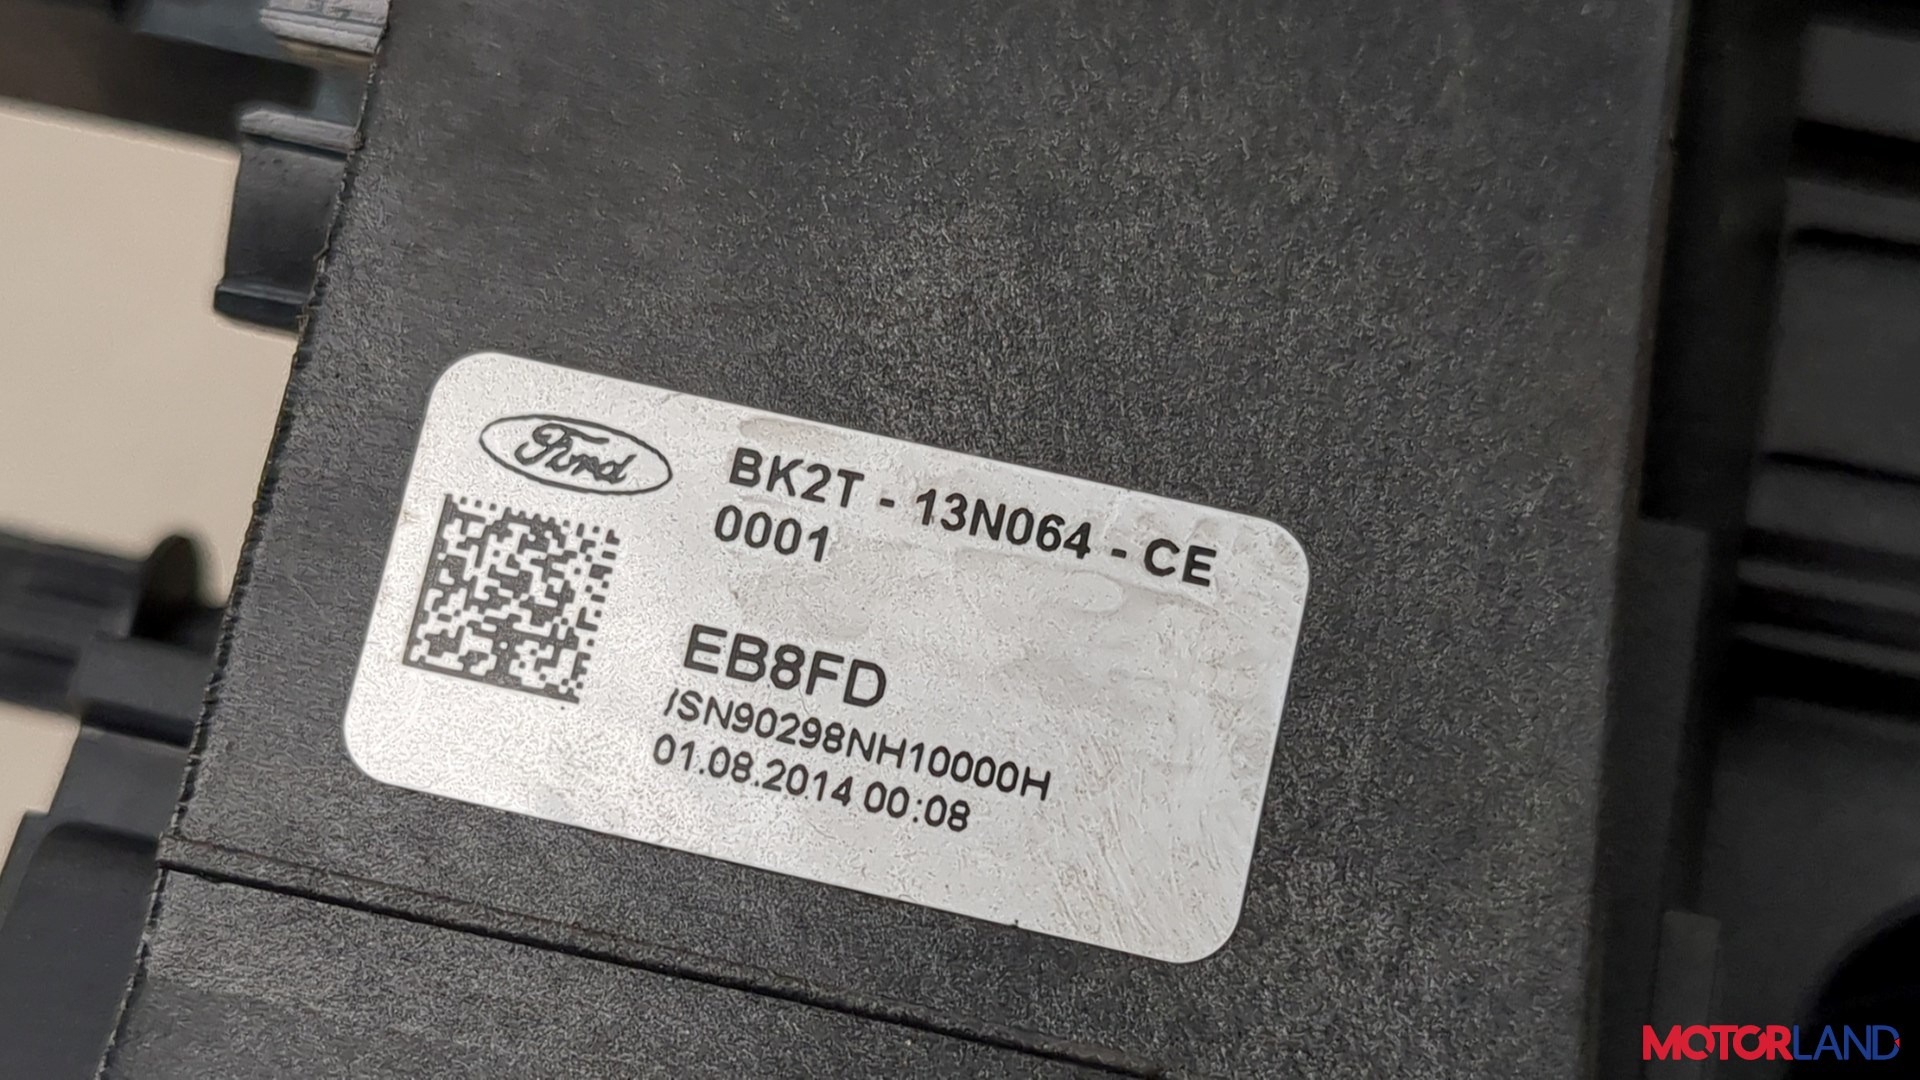 Ford
BK2T - 13N064 - CE
0001
EB8FD
/SN90298NH10000H
01.08.2014 00:08
MOTORLAND